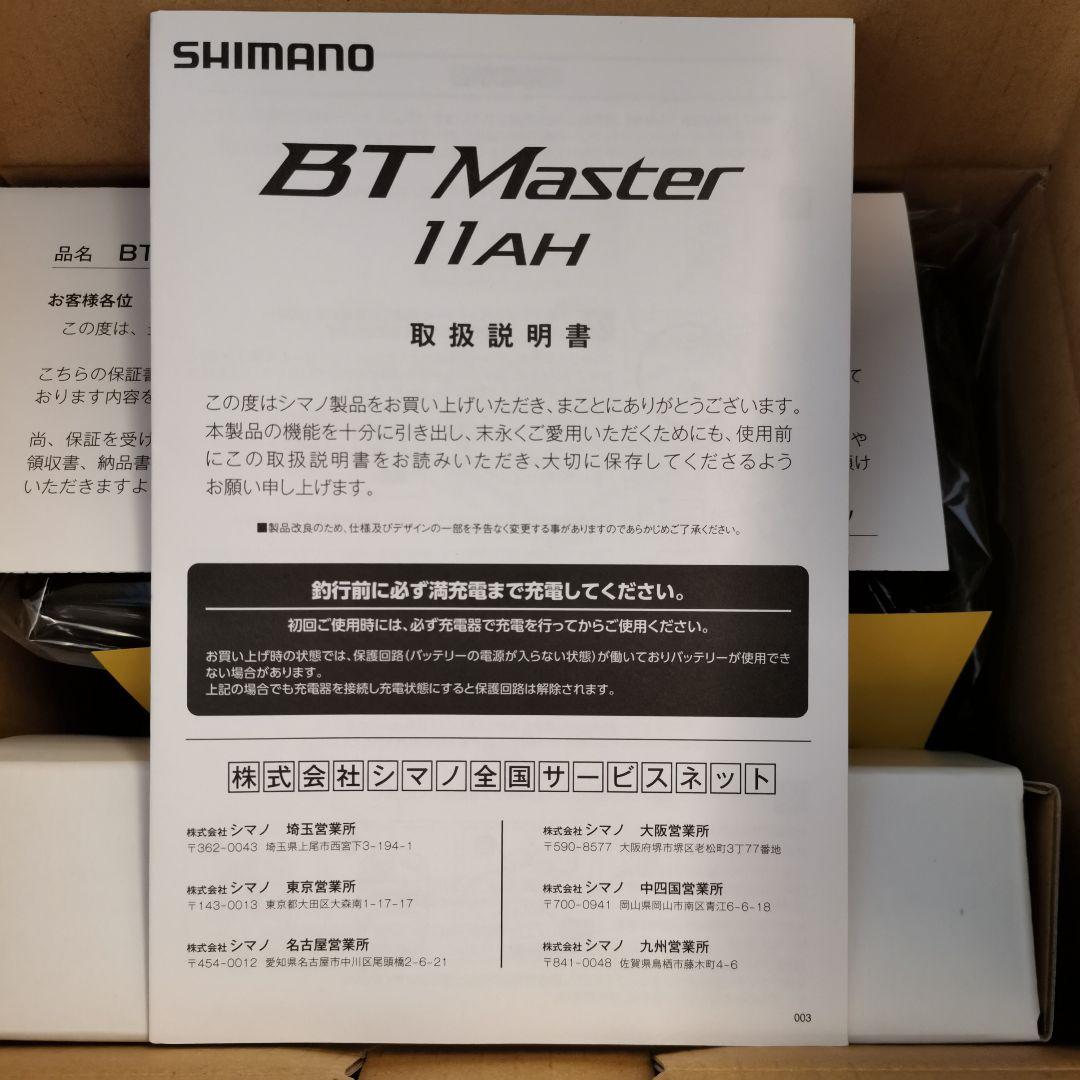 SHIMANO
BT Master
11AH
取扱説明書
この度はシマノ製品をお買い上げいただき、まことにありがとうございます。
本製品の機能を十分に引き出し、末永くご愛用いただくためにも、使用前
にこの取扱説明書をお読みいただき、大切に保存してくださるよう
お願い申し上げます。
■製品改良のため、仕様及びデザインの一部を予告なく変更する事がありますのであらかじめご了承ください。
釣行前に必ず満充電まで充電してください。
初回ご使用時には、必ず充電器で充電を行ってからご使用ください。
お買い上げ時の状態では、保護回路(バッテリーの電源が入らない状態)が働いておりバッテリーが使用でき
ない場合があります。
上記の場合でも充電器を接続し充電状態にすると保護回路は解除されます。
株式会社シマノ全国サービスネット
株式会社シマノ 埼玉営業所
〒362-0043 埼玉県上尾市西宮下3-194-1
株式会社シマノ 東京営業所
〒143-0013 東京都大田区大森南1-17-17
株式会社シマノ 名古屋営業所
〒454-0012 愛知県名古屋市中川区尾頭橋2-6-21
株式会社シマノ 大阪営業所
〒590-8577 大阪府堺市堺区老松町3丁77番地
株式会社シマノ 中四国営業所
〒700-0941 岡山県岡山市南区青江6-6-18
株式会社シマノ 九州営業所
〒841-0048 佐賀県鳥栖市藤木町4-6
003
品名 BT
お客様各位
この度は、
こちらの保証書
おります内容を
尚、保証を受け
領収書、納品書
いただきますよ
て
や
頂け